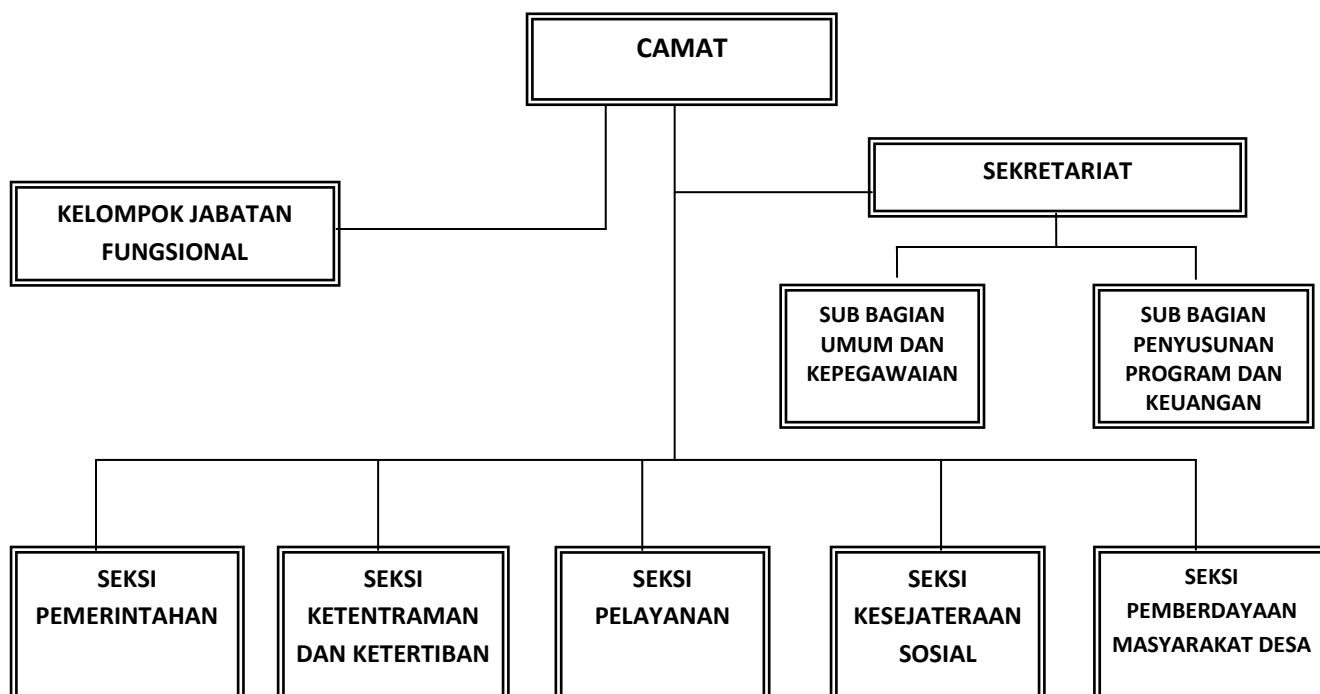 CAMAT
SEKRETARIAT
KELOMPOK JABATAN
FUNGSIONAL
SUB BAGIAN
UMUM DAN
KEPEGAWAIAN
SUB BAGIAN
PENYUSUNAN
PROGRAM DAN
KEUANGAN
SEKSI
PEMERINTAHAN
SEKSI
KETENTRAMAN
DAN KETERTIBAN
SEKSI
PELAYANAN
SEKSI
KESEJATERAAN
SOSIAL
SEKSI
PEMBERDAYAAN
MASYARAKAT DESA